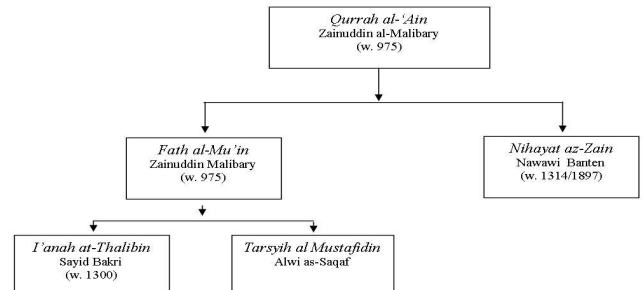 Qurrah al-‘Ain
Zainuddin al-Malibary
(w. 975)
Fath al-Mu’in
Zainuddin Malibary
(w. 975)
Nihayat az-Zain
Nawawi Banten
(w. 1314/1897)
I’anah at-Thalibin
Sayid Bakri
(w. 1300)
Tarsyih al Mustafidin
Alwi as-Saqaf